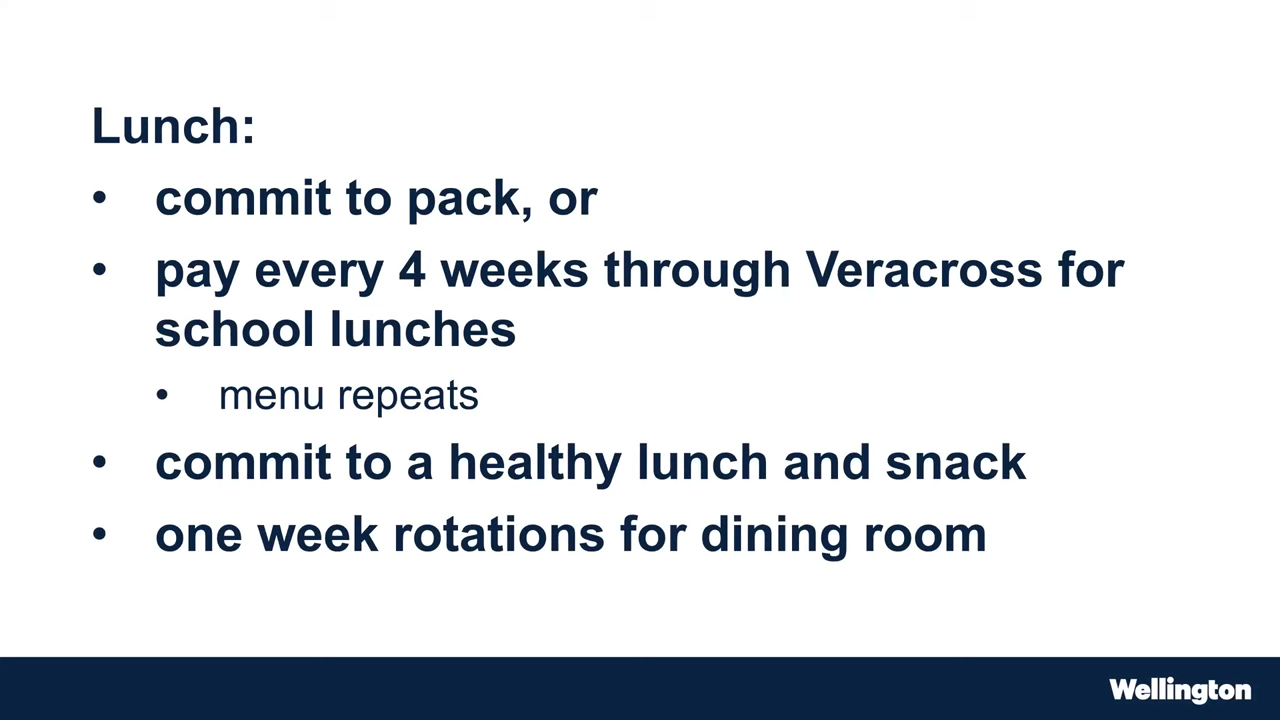 Lunch:
• commit to pack, or
• pay every 4 weeks through Veracross for
school lunches
• menu repeats
• commit to a healthy lunch and snack
• one week rotations for dining room
Wellington